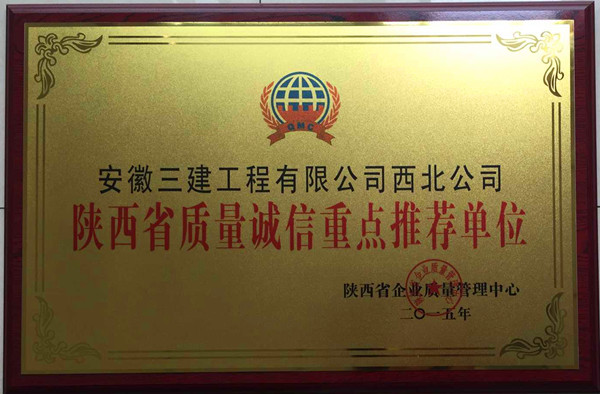 QMC
安徽三建工程有限公司西北公司
陕西省质量诚信重点推荐单位
陕西省企业质量管理中心
二〇一五年